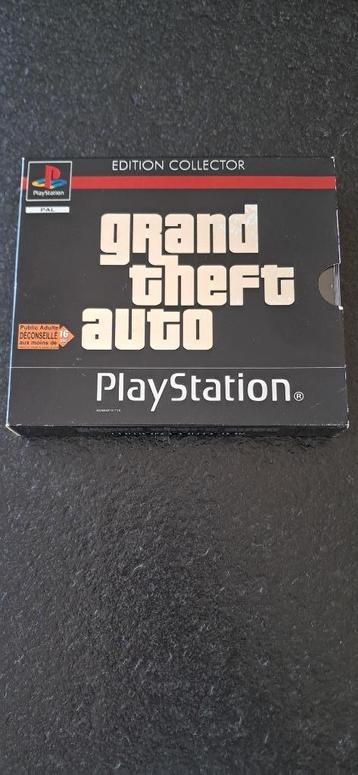 EDITION COLLECTOR
PlayStation
PAL
grand
theft
auto
Public Adulte
DÉCONSEILLÉ
aux moins de
16
PlayStation®